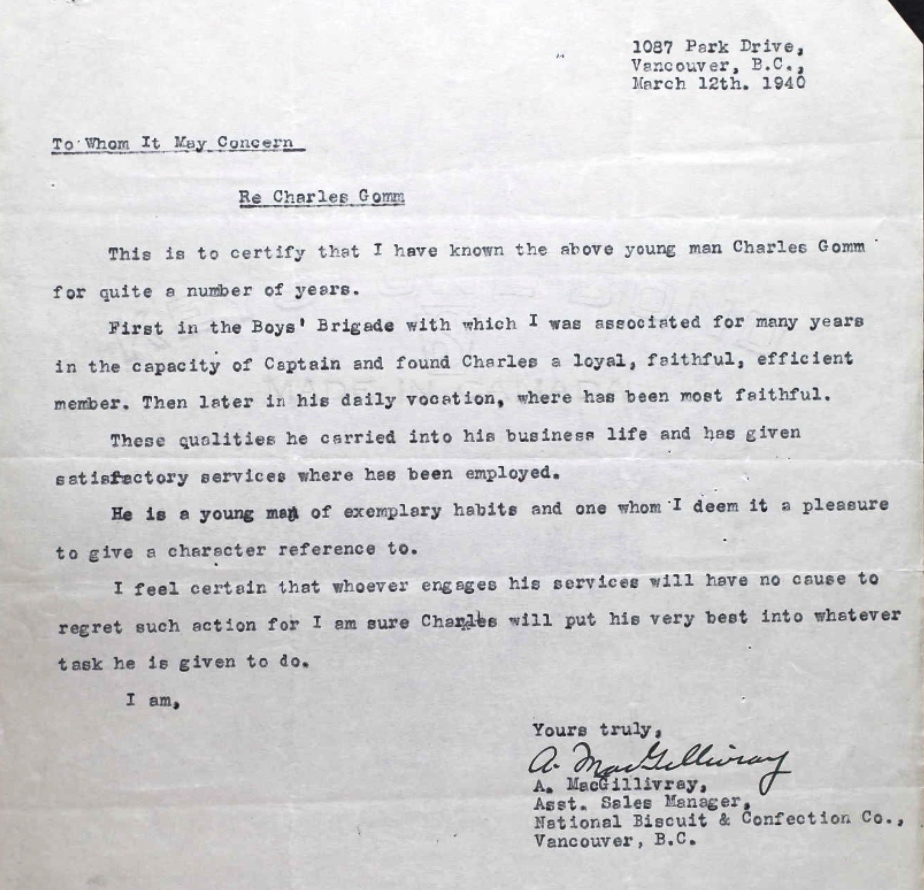 1087 Park Drive,
Vancouver, B.C.,
March 12th. 1940
To Whom It May Concern
Re Charles Gomm
This is to certify that I have known the above young man Charles Gomm
for quite a number of years.
First in the Boys' Brigade with which I was associated for many years
in the capacity of Captain and found Charles a loyal, faithful, efficient
member. Then later in his daily vocation, where has been most faithful.
These qualities he carried into his business life and has given
satisfactory services where has been employed.
He is a young man of exemplary habits and one whom I deem it a pleasure
to give a character reference to.
I feel certain that whoever engages his services will have no cause to
regret such action for I am sure Charles will put his very best into whatever
task he is given to do.
I am,
Yours truly,
A. MacGillivray
A. MacGillivray,
Asst. Sales Manager,
National Biscuit & Confection Co.,
Vancouver, B.C.
MADE IN CANADA